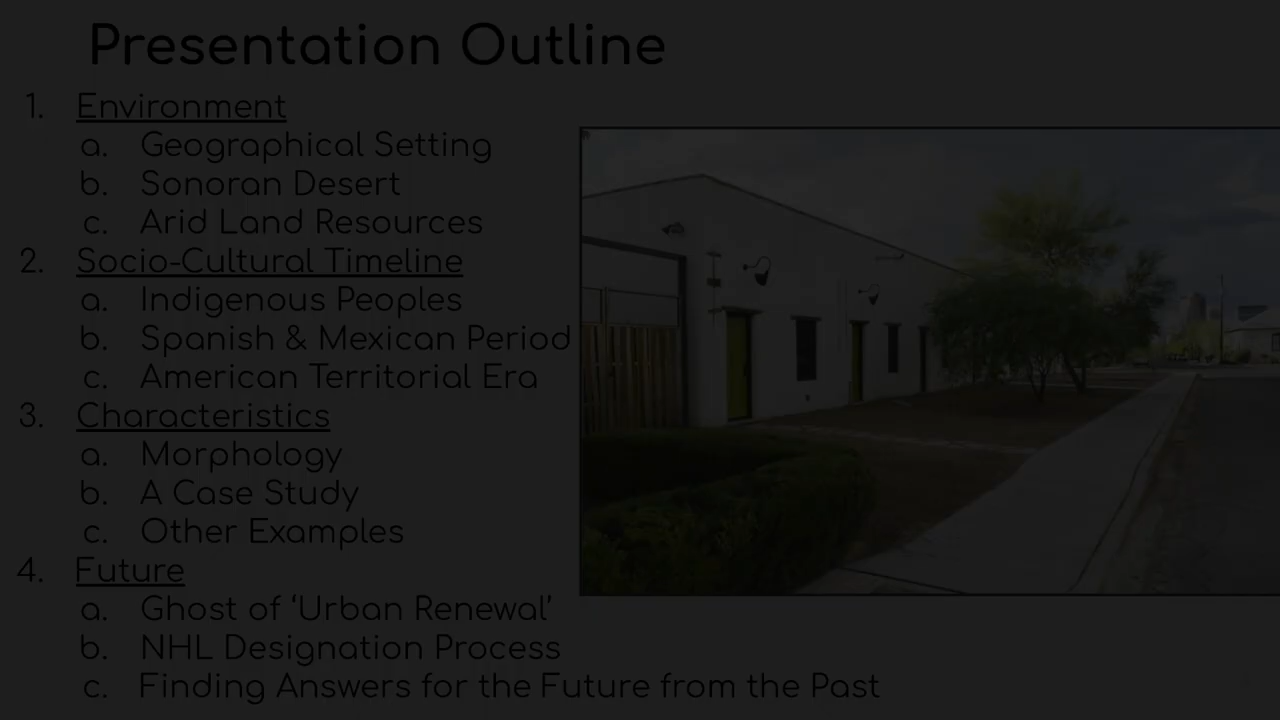 Presentation Outline
1. Environment
a. Geographical Setting
b. Sonoran Desert
c. Arid Land Resources
2. Socio-Cultural Timeline
a. Indigenous Peoples
b. Spanish & Mexican Period
c. American Territorial Era
3. Characteristics
a. Morphology
b. A Case Study
c. Other Examples
4. Future
a. Ghost of ‘Urban Renewal’
b. NHL Designation Process
c. Finding Answers for the Future from the Past